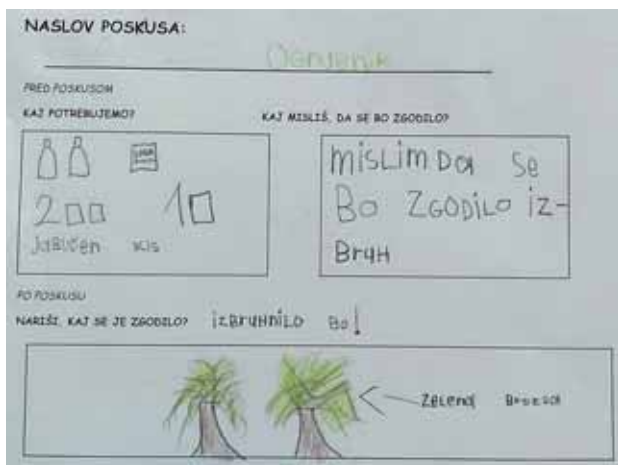 NASLOV POSKUSA:
Ognjenik
PRED POSKUSOM
KAJ POTREBUJEMO?
KAJ MISLIŠ, DA SE BO ZGODILO?
MISLIM DA SE
BO ZGODILO IZ-
BRUH
2
10
Jabučen kis
PO POSKUSU
NARIŠI, KAJ SE JE ZGODILO?
IZBRUHNILO BO!
Zelena